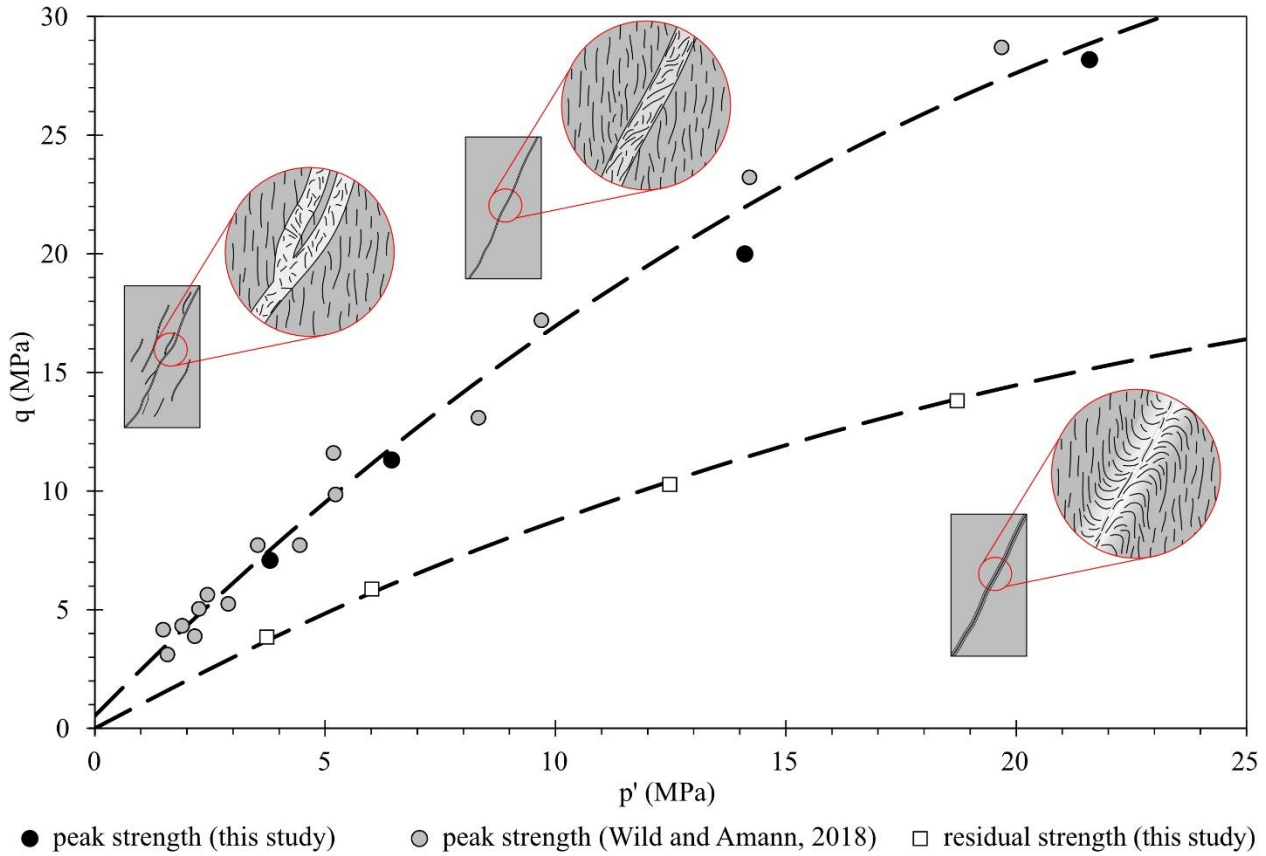 30
25
20
15
10
5
0
q (MPa)
0 5 10 15 20 25
p' (MPa)
peak strength (this study) peak strength (Wild and Amann, 2018) residual strength (this study)